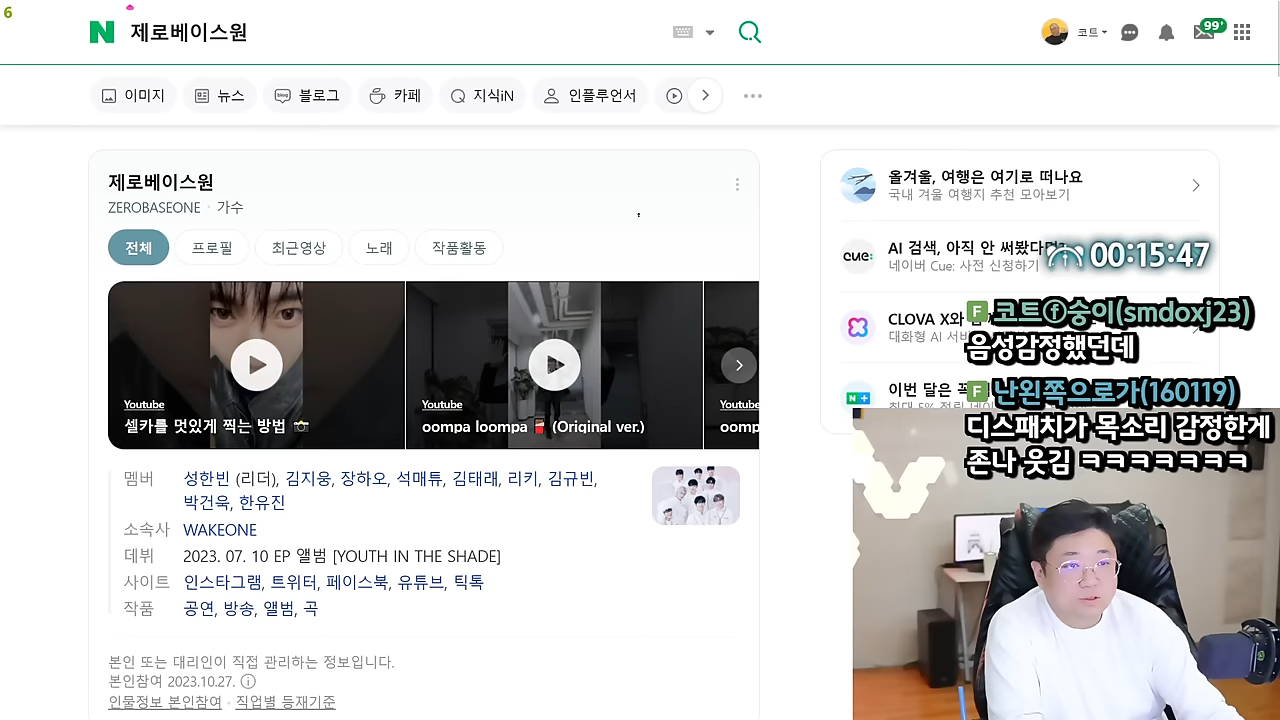 6
N 제로베이스원
코트
99+
이미지
뉴스
블로그
카페
지식iN
인플루언서
제로베이스원
ZEROBASEONE · 가수
전체
프로필
최근영상
노래
작품활동
Youtube
셀카를 멋있게 찍는 방법
Youtube
oompa loompa (Original ver.)
Youtube
oomp
멤버 성한빈 (리더), 김지웅, 장하오, 석매튜, 김태래, 리키, 김규빈,
박건욱, 한유진
소속사 WAKEONE
데뷔 2023. 07. 10 EP 앨범 [YOUTH IN THE SHADE]
사이트 인스타그램, 트위터, 페이스북, 유튜브, 틱톡
작품 공연, 방송, 앨범, 곡
본인 또는 대리인이 직접 관리하는 정보입니다.
본인참여 2023.10.27.
인물정보 본인참여 · 직업별 등재기준
올겨울, 여행은 여기로 떠나요
국내 겨울 여행지 추천 모아보기
cue:
AI 검색, 아직 안 써봤다면?
네이버 Cue: 사전 신청하기
00:15:47
CLOVA X와
대화형 AI 서비
F 코트ⓕ숭이(smdoxj23)
음성감정했던데
N+
이번 달은 꼭
F 난왼쪽으로가(160119)
디스패치가 목소리 감정한게
존나 웃김 ㅋㅋㅋㅋㅋㅋㅋ